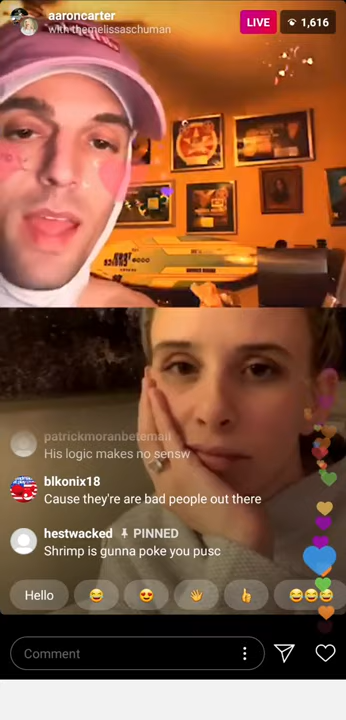 aaroncarter
with themelissaschuman
LIVE
1,616
patrickmoranbetemail
His logic makes no sensw
blkonix18
Cause they're are bad people out there
hestwacked PINNED
Shrimp is gunna poke you pusc
Hello
Comment